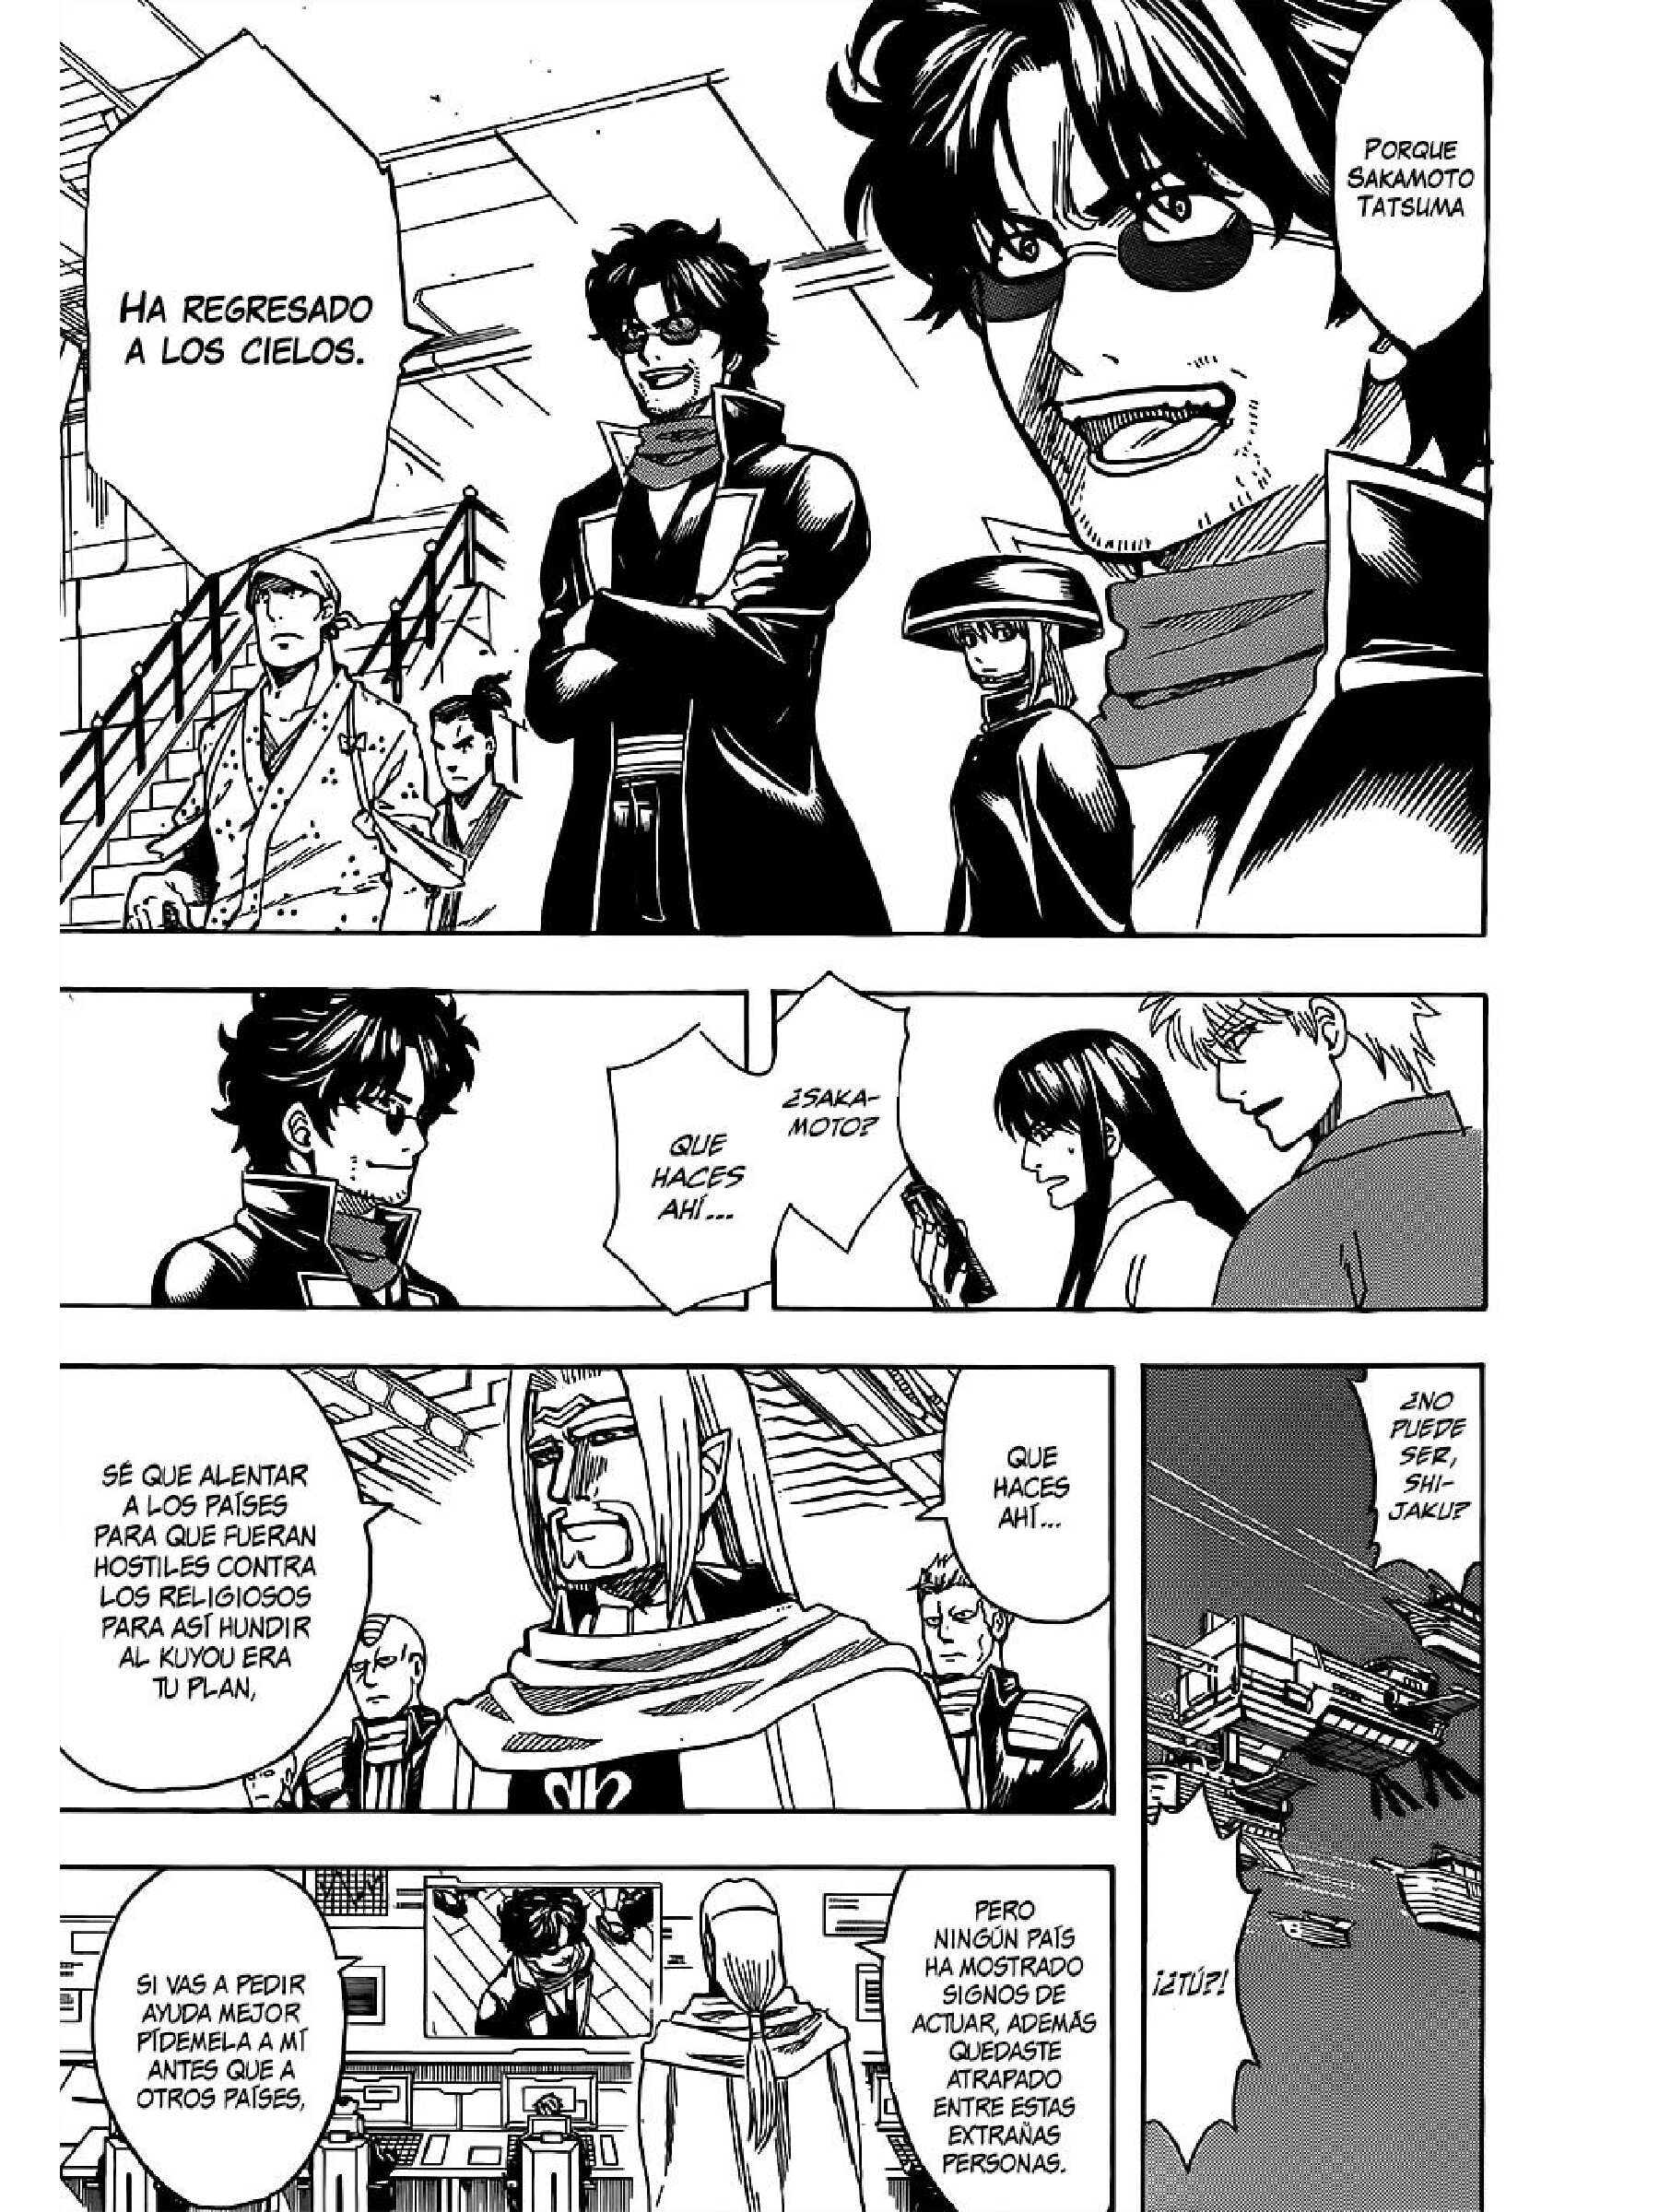 PORQUE
SAKAMOTO
TATSUMA
HA REGRESADO
A LOS CIELOS.
¿SAKA-
MOTO?
QUE
HACES
AHÍ...
¿NO
PUEDE
SER,
SHI-
JAKU?
¡¿TÚ?!
QUE
HACES
AHÍ...
SÉ QUE ALENTAR
A LOS PAÍSES
PARA QUE FUERAN
HOSTILES CONTRA
LOS RELIGIOSOS
PARA ASÍ HUNDIR
AL KUYOU ERA
TU PLAN,
PERO
NINGÚN PAÍS
HA MOSTRADO
SIGNOS DE
ACTUAR, ADEMÁS
QUEDASTE
ATRAPADO
ENTRE ESTAS
EXTRAÑAS
PERSONAS.
SI VAS A PEDIR
AYUDA MEJOR
PÍDEMELA A MÍ
ANTES QUE A
OTROS PAÍSES,